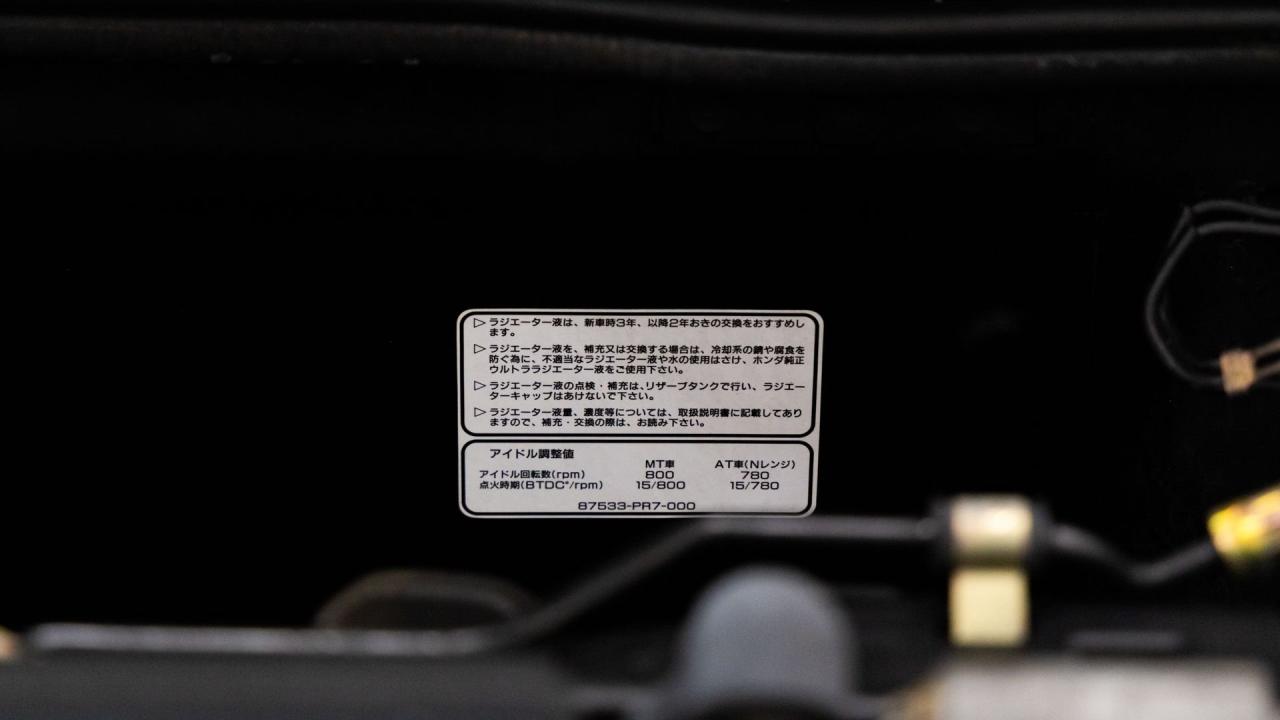 ▷ ラジエーター液は、新車時3年、以降2年おきの交換をおすすめし
ます。
▷ ラジエーター液を、補充又は交換する場合は、冷却系の錆や腐食を
防ぐ為に、不適当なラジエーター液や水の使用はさけ、ホンダ純正
ウルトララジエーター液をご使用下さい。
▷ ラジエーター液の点検・補充は、リザーブタンクで行い、ラジエー
ターキャップはあけないで下さい。
▷ ラジエーター液量、濃度等については、取扱説明書に記載してあり
ますので、補充・交換の際は、お読み下さい。
アイドル調整値
MT車 AT車(Nレンジ)
アイドル回転数(rpm) 800 780
点火時期(BTDC°/rpm) 15/800 15/780
87533-PR7-000